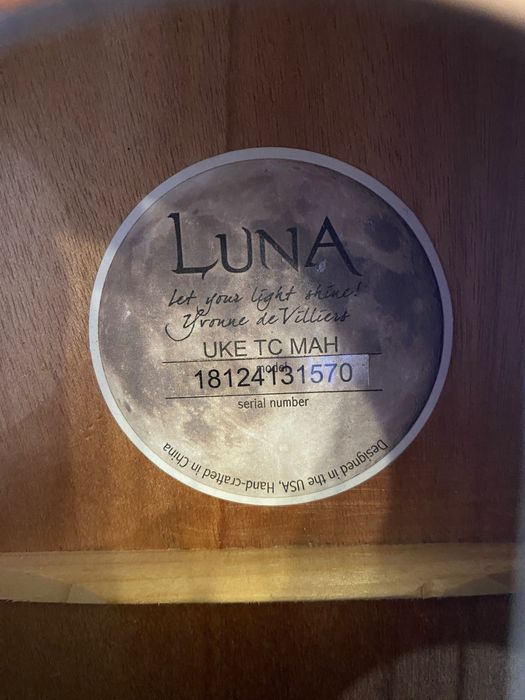 LUNA
Let your light shine!
Yvonne de Villiers
UKE TC MAH
model
18124131570
serial number
Designed in the USA, Hand-crafted in China